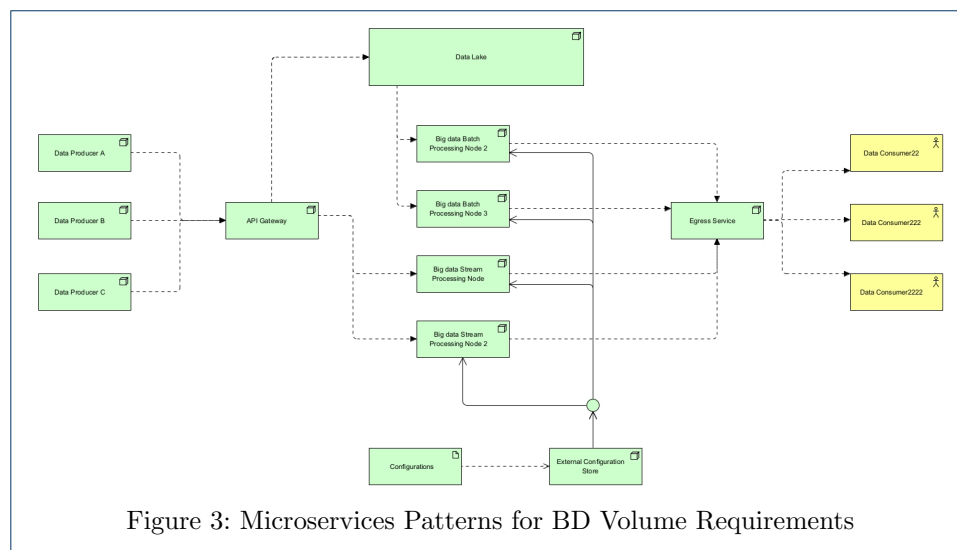 Data Lake
Big data Batch
Processing Node 2
Data Producer A
Data Consumer22
Big data Batch
Processing Node 3
Data Producer B
API Gateway
Egress Service
Data Consumer222
Big data Stream
Processing Node
Data Producer C
Data Consumer2222
Big data Stream
Processing Node 2
Configurations
External Configuration
Store
Figure 3: Microservices Patterns for BD Volume Requirements